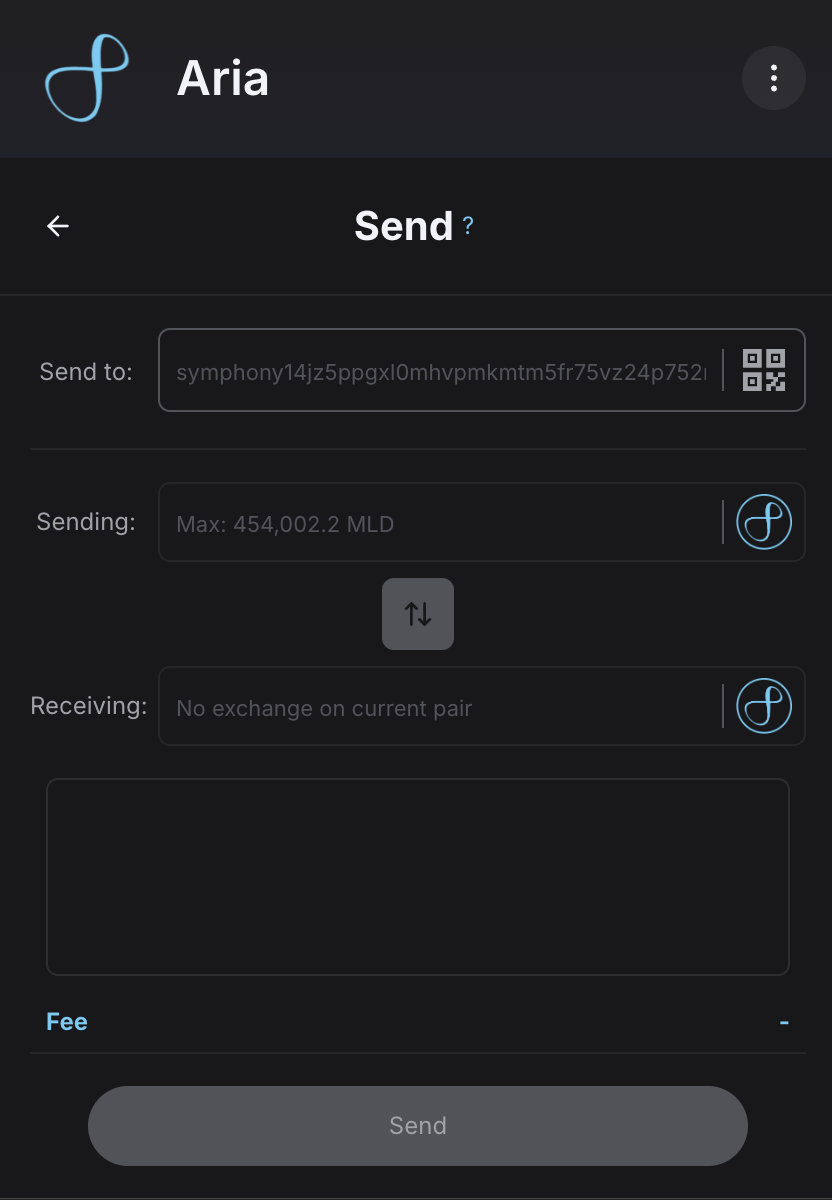 Aria
Send ?
Send to: symphony14jz5ppgxl0mhvpmkmtm5fr75vz24p752
Sending: Max: 454,002.2 MLD
Receiving: No exchange on current pair
Fee -
Send